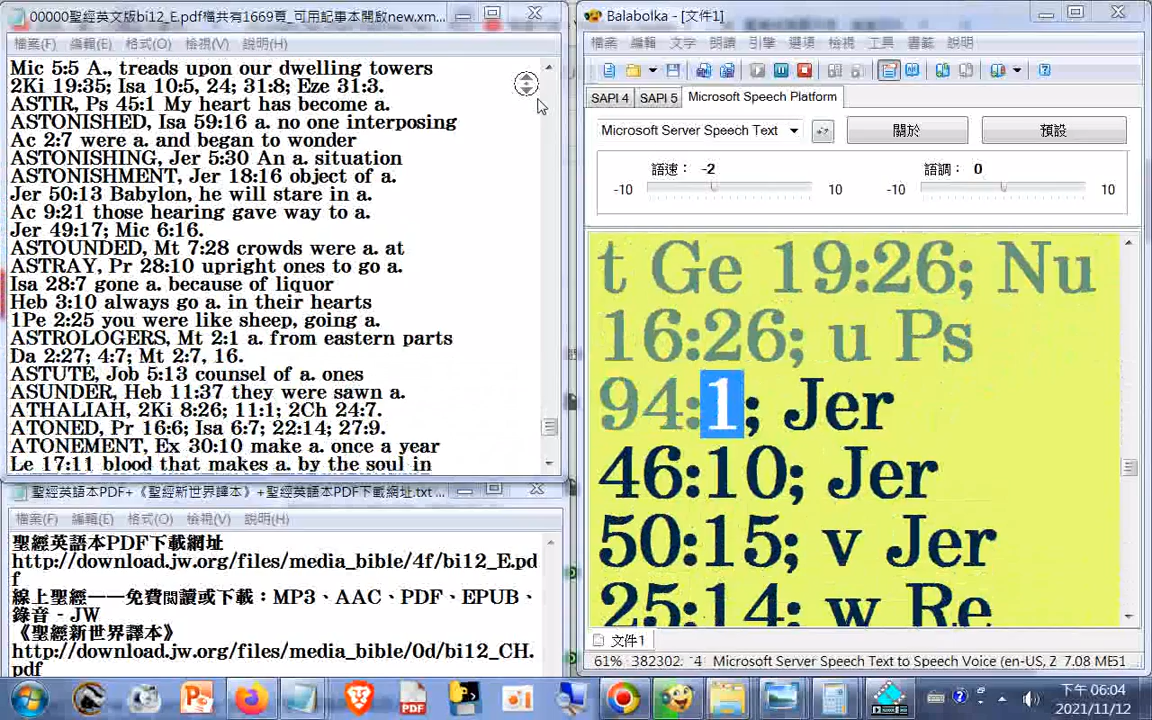 00000聖經英文版bi12_E.pdf檔共有1669頁_可用記事本開啟new.xm...
檔案(F) 編輯(E) 格式(O) 檢視(V) 說明(H)
Mic 5:5 A., treads upon our dwelling towers
2Ki 19:35; Isa 10:5, 24; 31:8; Eze 31:3.
ASTIR, Ps 45:1 My heart has become a.
ASTONISHED, Isa 59:16 a. no one interposing
Ac 2:7 were a. and began to wonder
ASTONISHING, Jer 5:30 An a. situation
ASTONISHMENT, Jer 18:16 object of a.
Jer 50:13 Babylon, he will stare in a.
Ac 9:21 those hearing gave way to a.
Jer 49:17; Mic 6:16.
ASTOUNDED, Mt 7:28 crowds were a. at
ASTRAY, Pr 28:10 upright ones to go a.
Isa 28:7 gone a. because of liquor
Heb 3:10 always go a. in their hearts
1Pe 2:25 you were like sheep, going a.
ASTROLOGERS, Mt 2:1 a. from eastern parts
Da 2:27; 4:7; Mt 2:7, 16.
ASTUTE, Job 5:13 counsel of a. ones
ASUNDER, Heb 11:37 they were sawn a.
ATHALIAH, 2Ki 8:26; 11:1; 2Ch 24:7.
ATONED, Pr 16:6; Isa 6:7; 22:14; 27:9.
ATONEMENT, Ex 30:10 make a. once a year
Le 17:11 blood that makes a. by the soul in
聖經英語本PDF+《聖經新世界譯本》+聖經英語本PDF下載網址.txt ...
檔案(F) 編輯(E) 格式(O) 檢視(V) 說明(H)
聖經英語本PDF下載網址
http://download.jw.org/files/media_bible/4f/bi12_E.pd
f
線上聖經——免費閱讀或下載：MP3、AAC、PDF、EPUB、
錄音 - JW
《聖經新世界譯本》
http://download.jw.org/files/media_bible/0d/bi12_CH.
pdf
Balabolka - [文件1]
檔案 編輯 文字 朗讀 引擎 選項 檢視 工具 書籤 說明
SAPI 4 SAPI 5 Microsoft Speech Platform
Microsoft Server Speech Text 關於 預設
語速： -2 語調： 0
-10 10 -10 10
t Ge 19:26; Nu
16:26; u Ps
94:1; Jer
46:10; Jer
50:15; v Jer
25:14; w Re
文件1
61% 382302: 4 Microsoft Server Speech Text to Speech Voice (en-US, Z 7.08 ME51
下午 06:04
2021/11/12